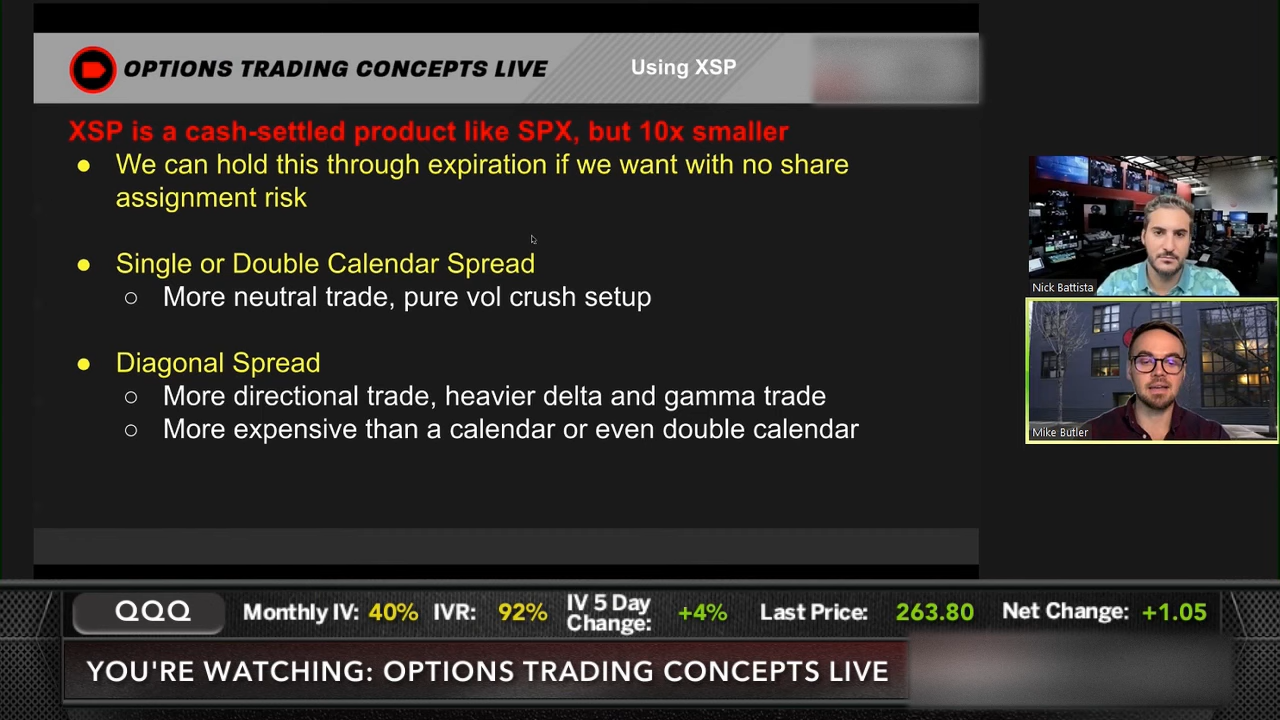 OPTIONS TRADING CONCEPTS LIVE
Using XSP
XSP is a cash-settled product like SPX, but 10x smaller
● We can hold this through expiration if we want with no share
assignment risk
● Single or Double Calendar Spread
○ More neutral trade, pure vol crush setup
● Diagonal Spread
○ More directional trade, heavier delta and gamma trade
○ More expensive than a calendar or even double calendar
Nick Battista
Mike Butler
QQQ Monthly IV: 40% IVR: 92% IV 5 Day Change: +4% Last Price: 263.80 Net Change: +1.05
YOU'RE WATCHING: OPTIONS TRADING CONCEPTS LIVE